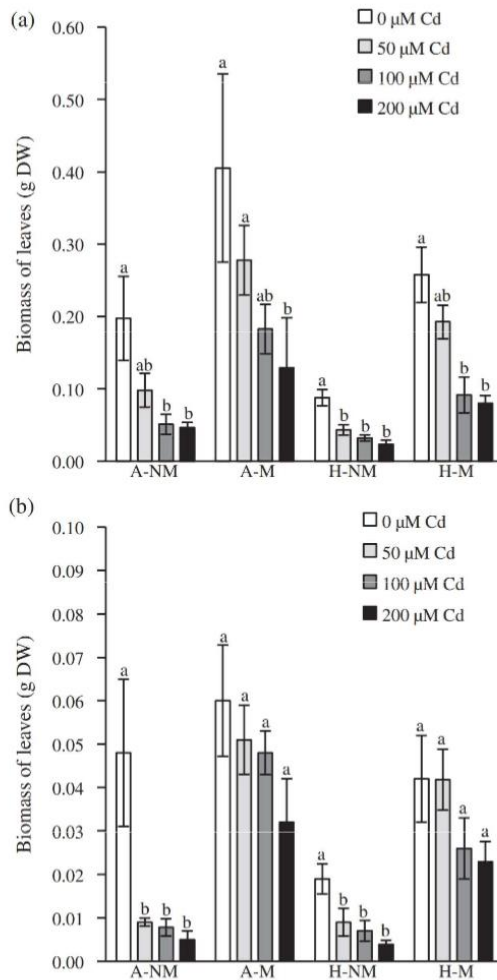 (a)
0 μM Cd
50 μM Cd
100 μM Cd
200 μM Cd
Biomass of leaves (g DW)
0.60
0.50
0.40
0.30
0.20
0.10
0.00
a ab b b
a a ab b
a b b b
a ab b b
A-NM A-M H-NM H-M
(b)
0 μM Cd
50 μM Cd
100 μM Cd
200 μM Cd
Biomass of leaves (g DW)
0.10
0.09
0.08
0.07
0.06
0.05
0.04
0.03
0.02
0.01
0.00
a b b b
a a a a
a b b b
a a a a
A-NM A-M H-NM H-M